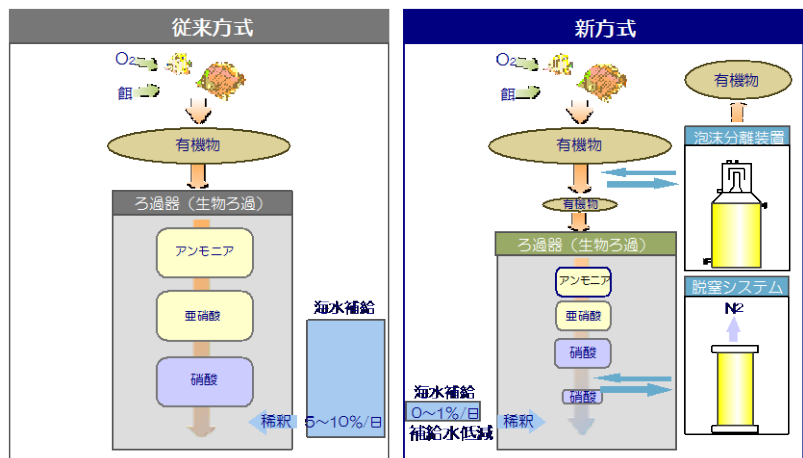 従来方式
O2
餌
有機物
ろ過器（生物ろ過）
アンモニア
亜硝酸
硝酸
海水補給
稀釈
5～10%/日
新方式
O2
餌
有機物
有機物
ろ過器（生物ろ過）
アンモニア
亜硝酸
硝酸
硝酸
海水補給
0～1%/日
補給水低減
稀釈
有機物
泡沫分離装置
脱窒システム
N2